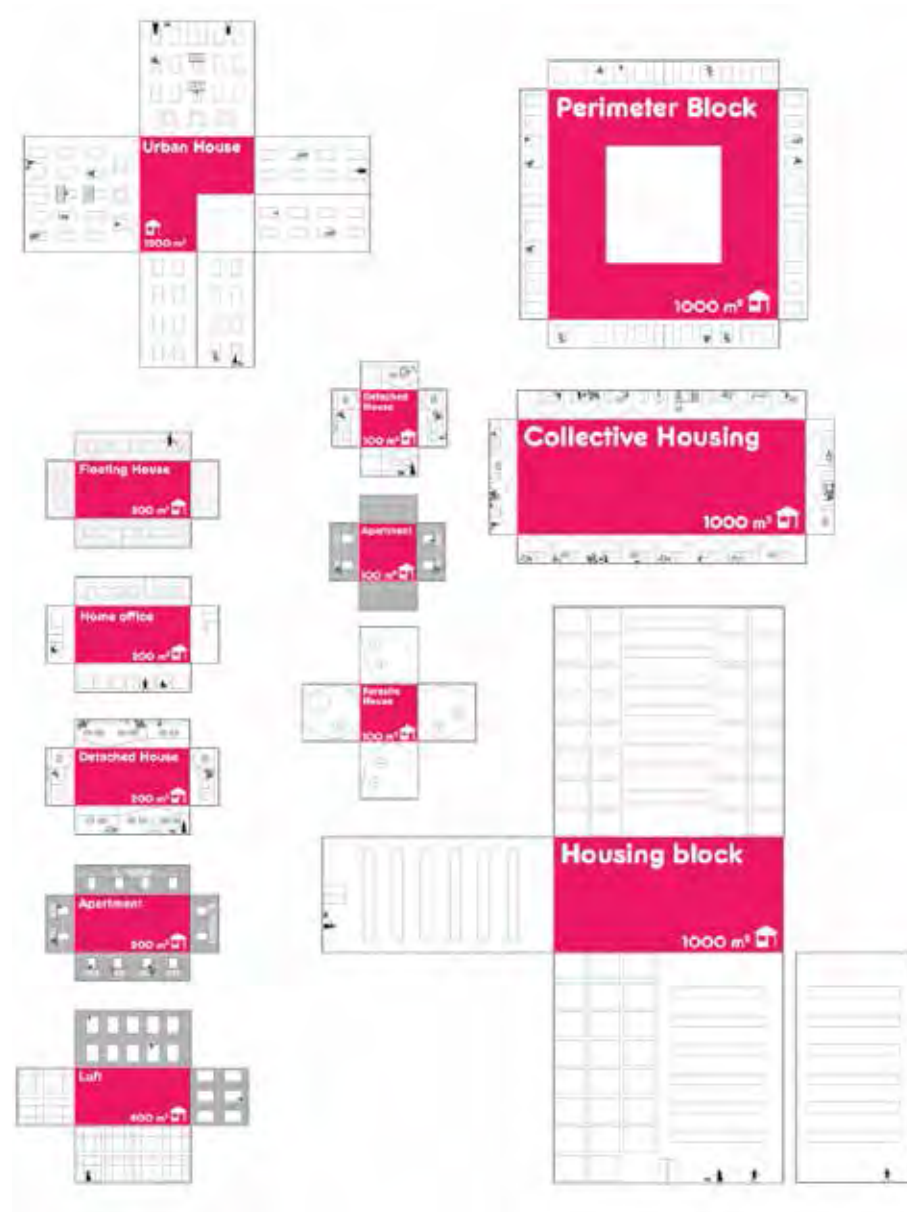 Urban House
1500 m²
Perimeter Block
1000 m²
Detached
House
100 m²
Collective Housing
1000 m²
Floating House
200 m²
Apartment
100 m²
Home office
200 m²
Parasite
House
100 m²
Detached House
200 m²
Housing block
1000 m²
Apartment
200 m²
Loft
m²